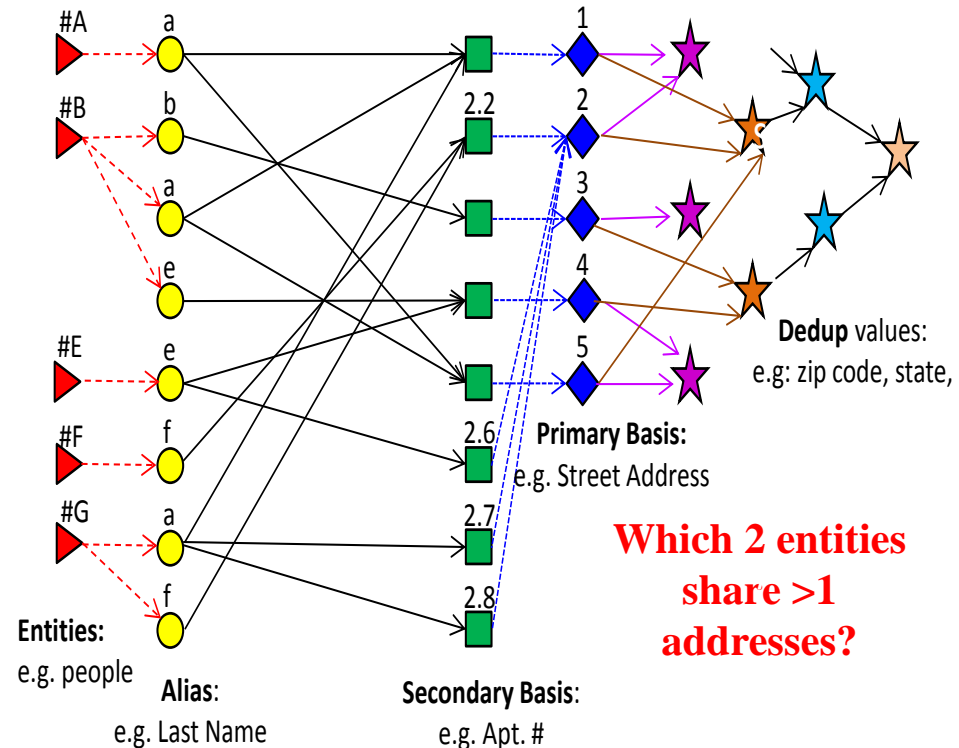 #A a 1
#B b 2.2 2
a 3
e 4
#E e 5
#F f 2.6
#G a 2.7
f 2.8
Dedup values:
e.g: zip code, state,
Primary Basis:
e.g. Street Address
Which 2 entities
share >1
addresses?
Entities:
e.g. people
Alias:
e.g. Last Name
Secondary Basis:
e.g. Apt. #